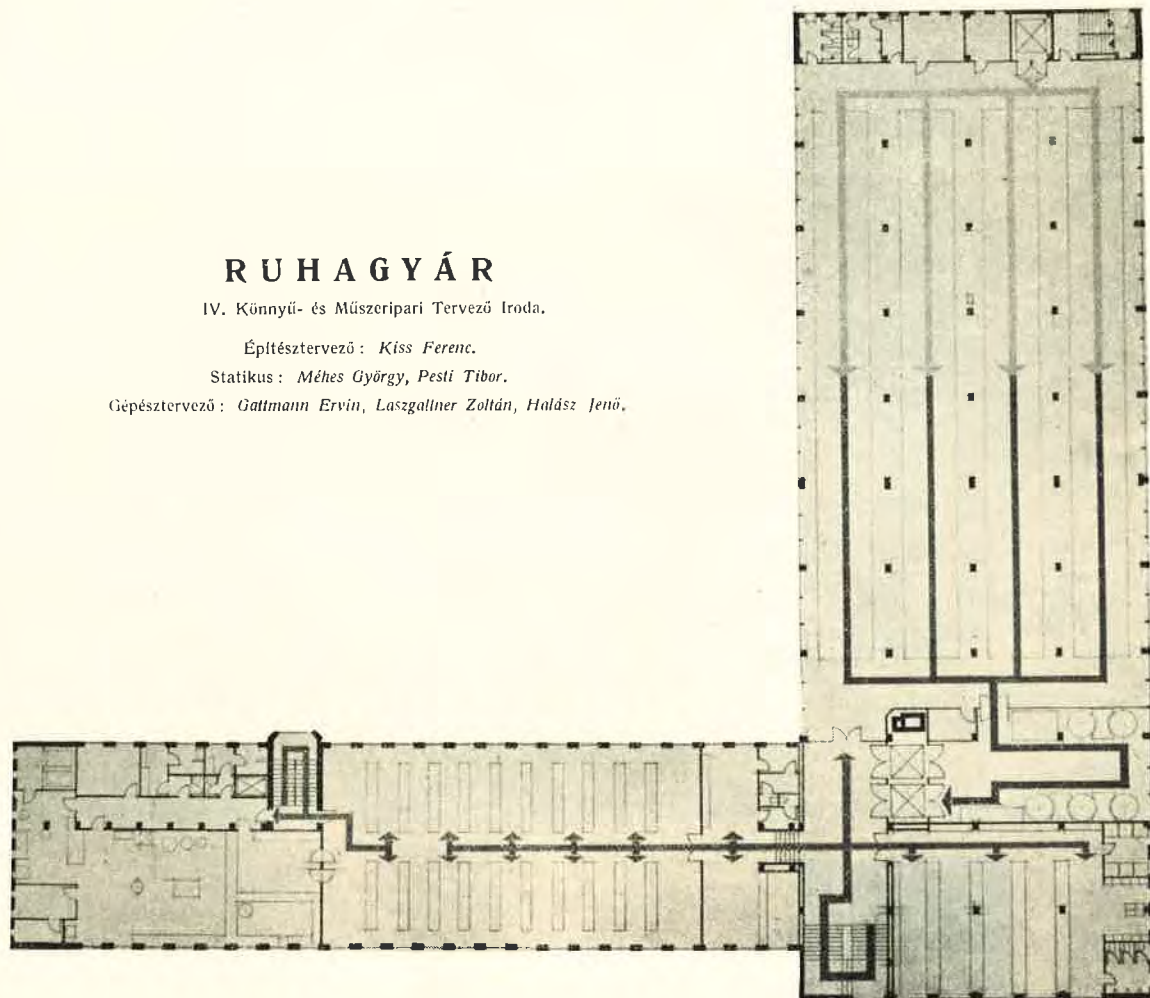 RUHAGYÁR
IV. Könnyű- és Műszeripari Tervező Iroda.
Építésztervező : Kiss Ferenc.
Statikus : Méhes György, Pesti Tibor.
Gépésztervező : Gattmann Ervin, Laszgallner Zoltán, Halász Jenő.